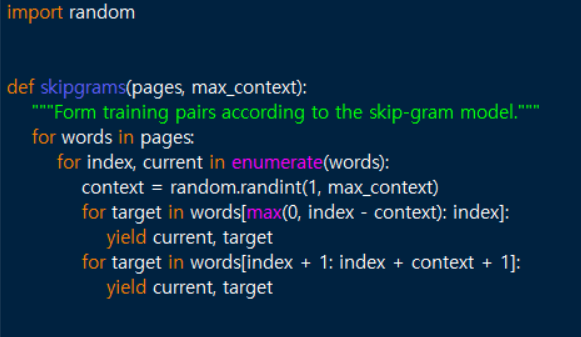 import random
def skipgrams(pages, max_context):
"""Form training pairs according to the skip-gram model."""
for words in pages:
for index, current in enumerate(words):
context = random.randint(1, max_context)
for target in words[max(0, index - context): index]:
yield current, target
for target in words[index + 1: index + context + 1]:
yield current, target